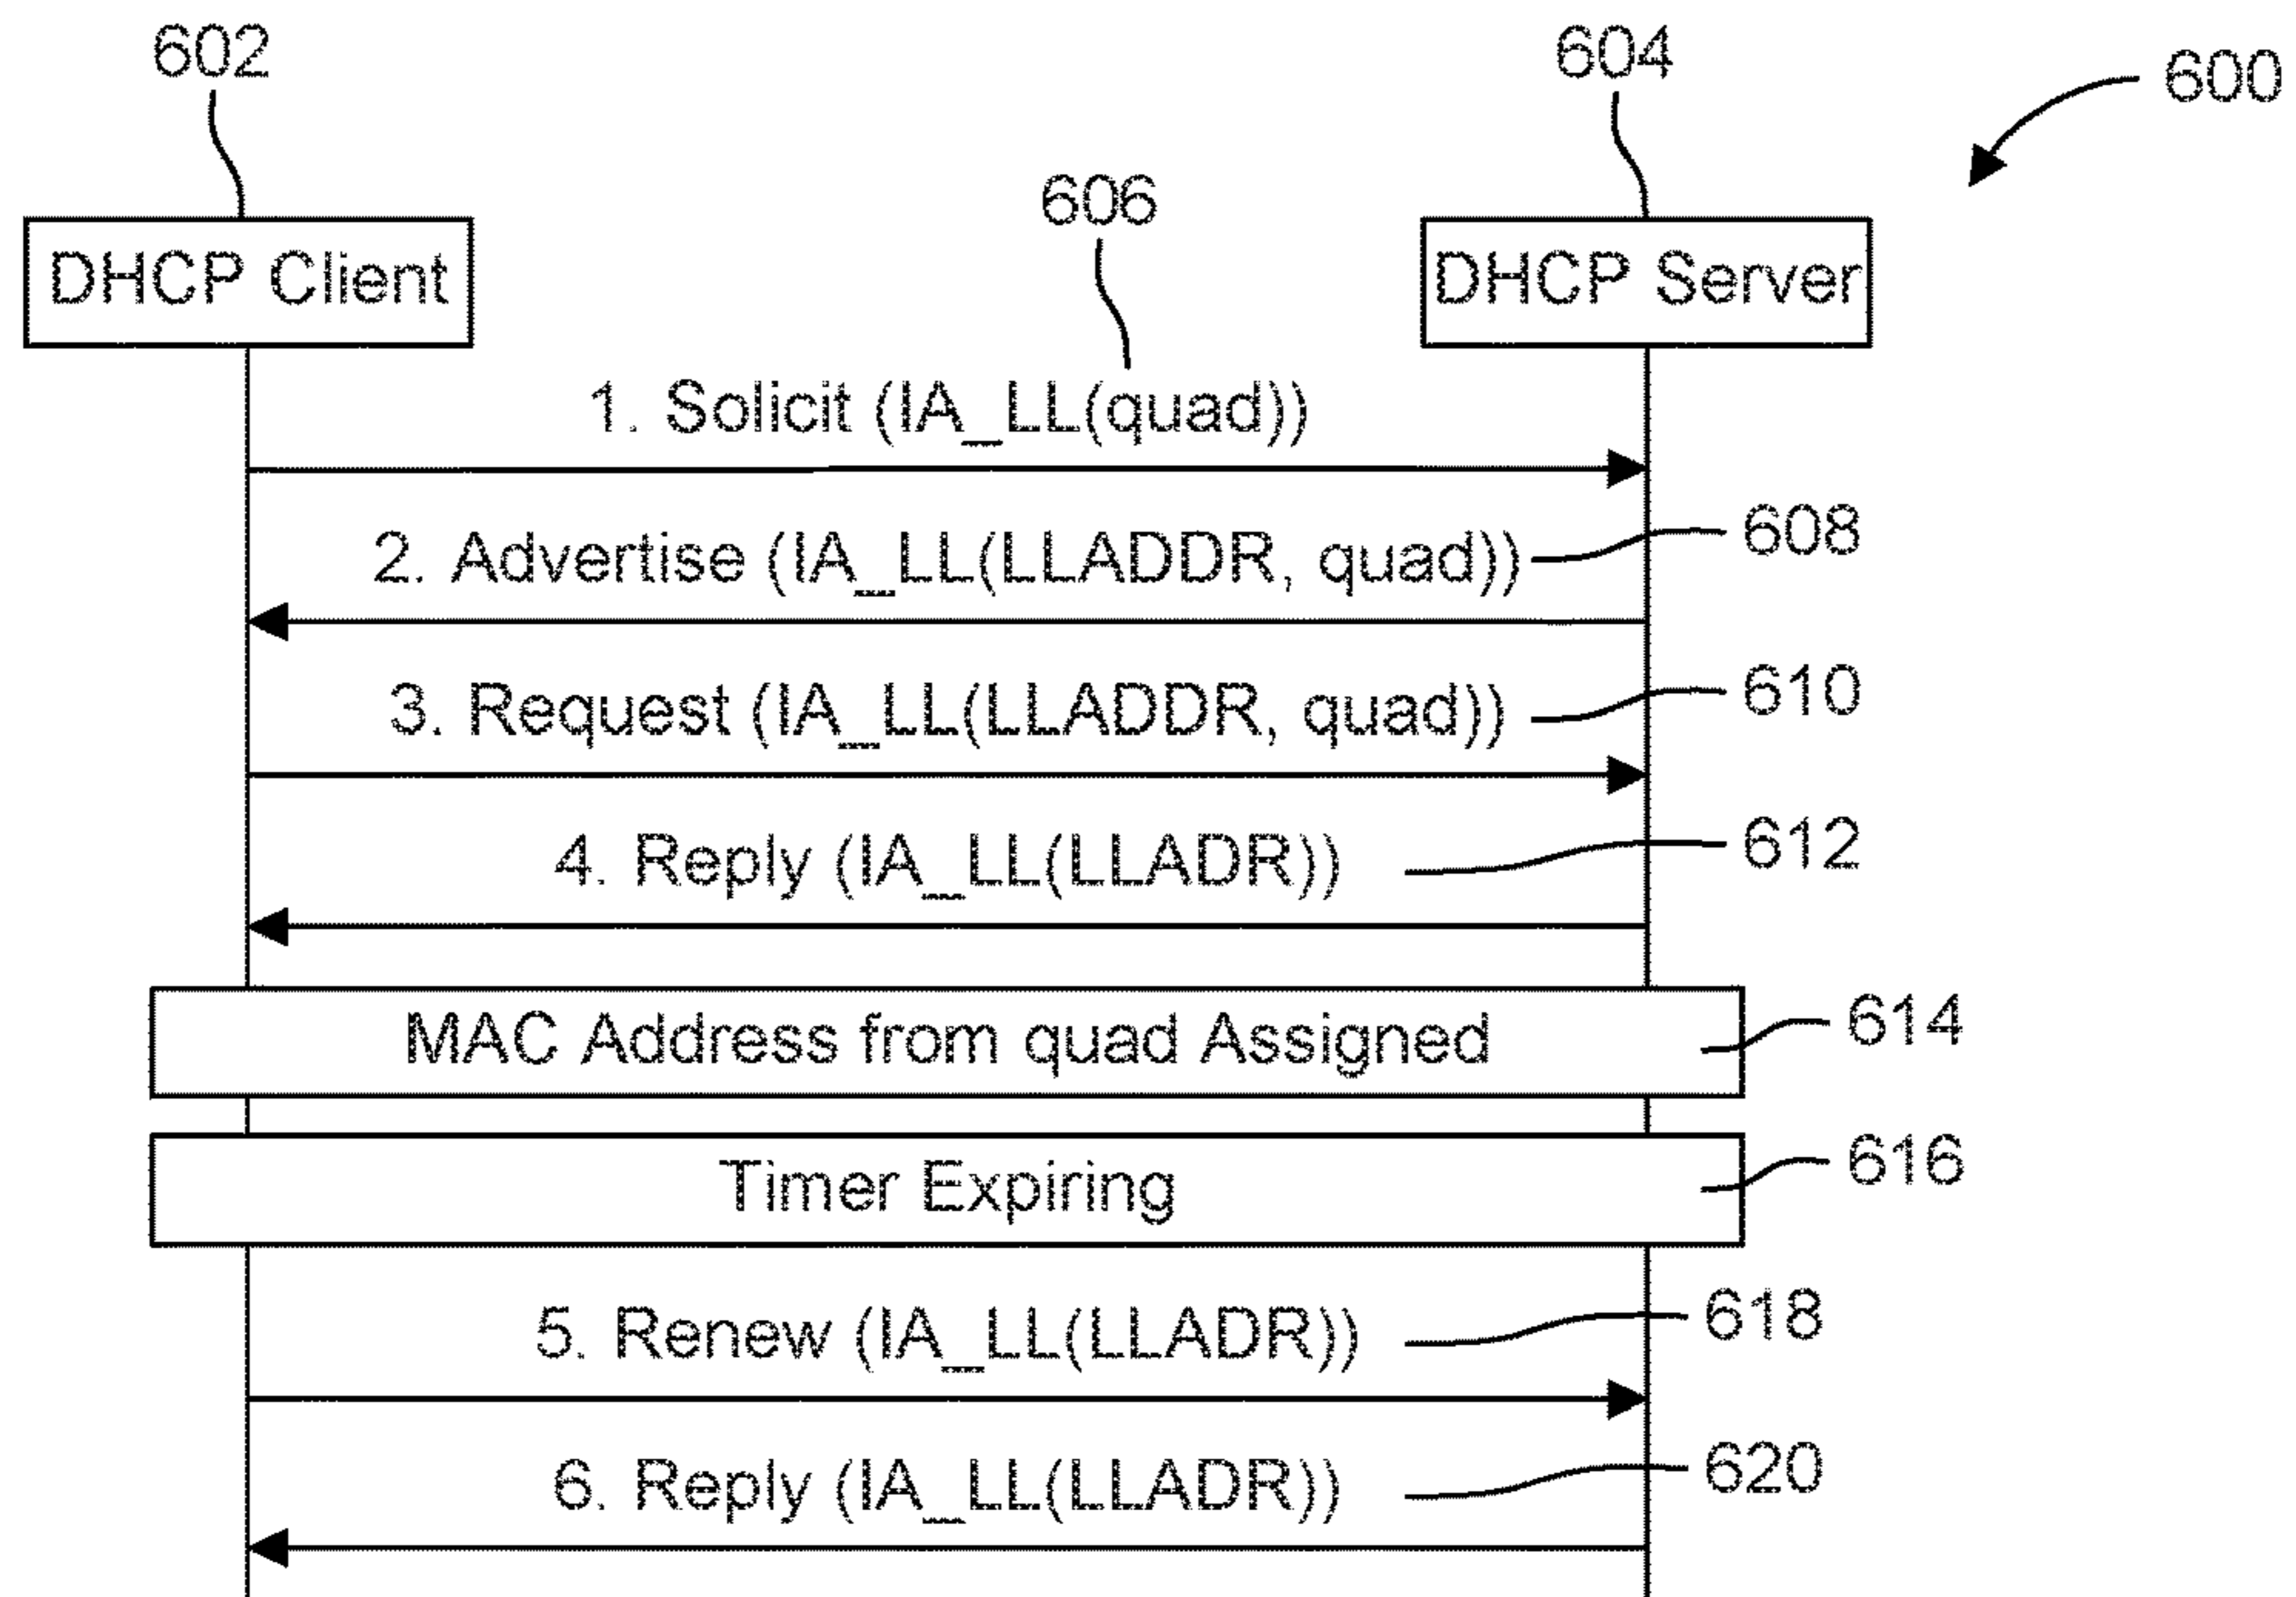 602
604
600
606
DHCP Client
DHCP Server
1. Solicit (IA_LL(quad))
2. Advertise (IA_LL(LLADDR, quad))
608
3. Request (IA_LL(LLADDR, quad))
610
4. Reply (IA_LL(LLADR))
612
MAC Address from quad Assigned
614
Timer Expiring
616
5. Renew (IA_LL(LLADR))
618
6. Reply (IA_LL(LLADR))
620